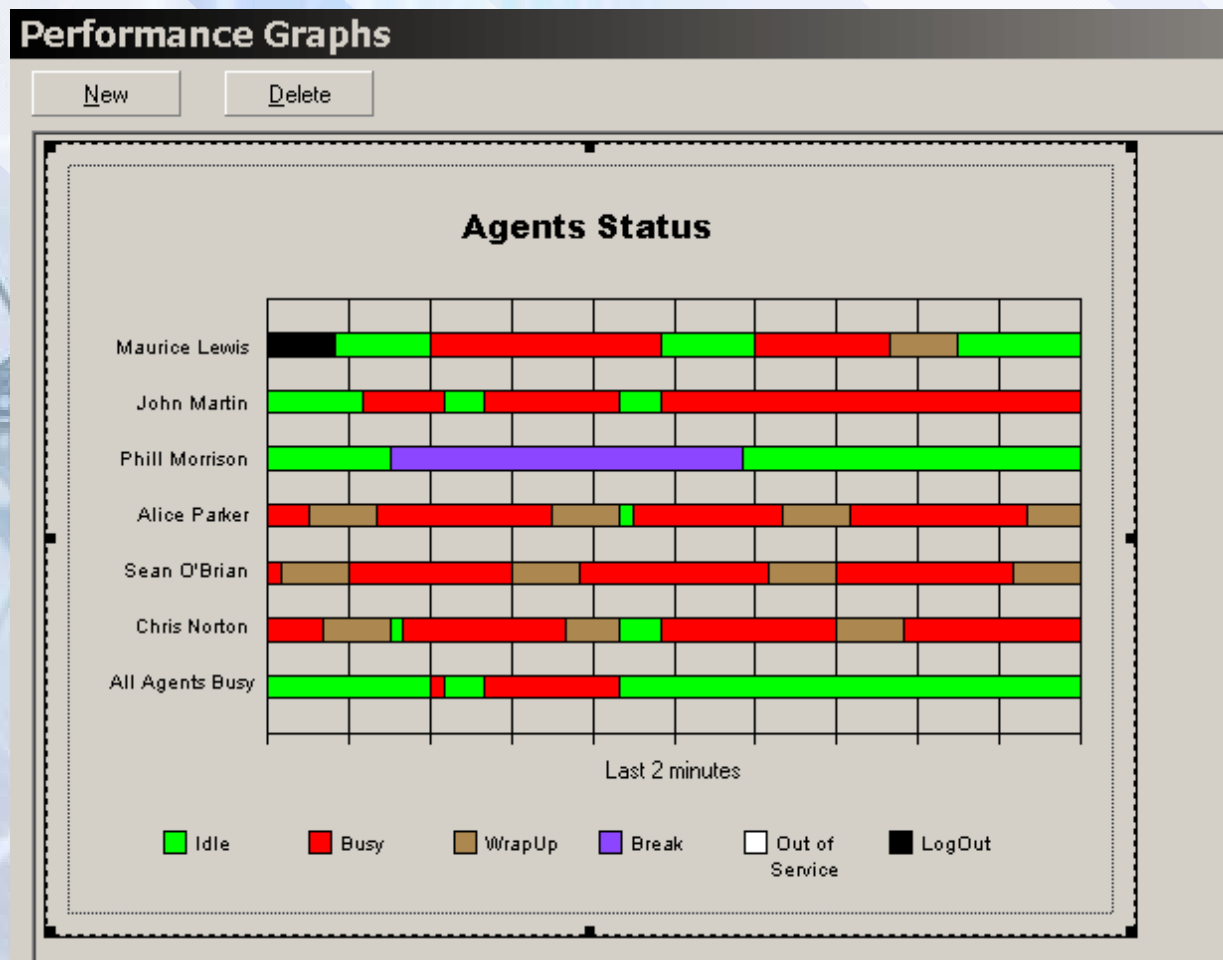 Performance Graphs
New Delete
Agents Status
Maurice Lewis
John Martin
Phill Morrison
Alice Parker
Sean O'Brian
Chris Norton
All Agents Busy
Last 2 minutes
Idle Busy WrapUp Break Out of LogOut
Service